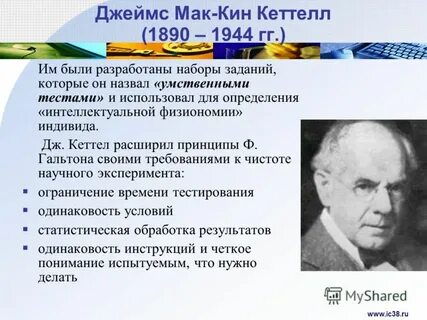 Джеймс Мак-Кин Кеттелл
(1890 – 1944 гг.)
Им были разработаны наборы заданий,
которые он назвал «умственными
тестами» и использовал для определения
«интеллектуальной физиономии»
индивида.
Дж. Кеттел расширил принципы Ф.
Гальтона своими требованиями к чистоте
научного эксперимента:
ограничение времени тестирования
одинаковость условий
статистическая обработка результатов
одинаковость инструкций и четкое
понимание испытуемым, что нужно
делать
MyShared
www.ic38.ru